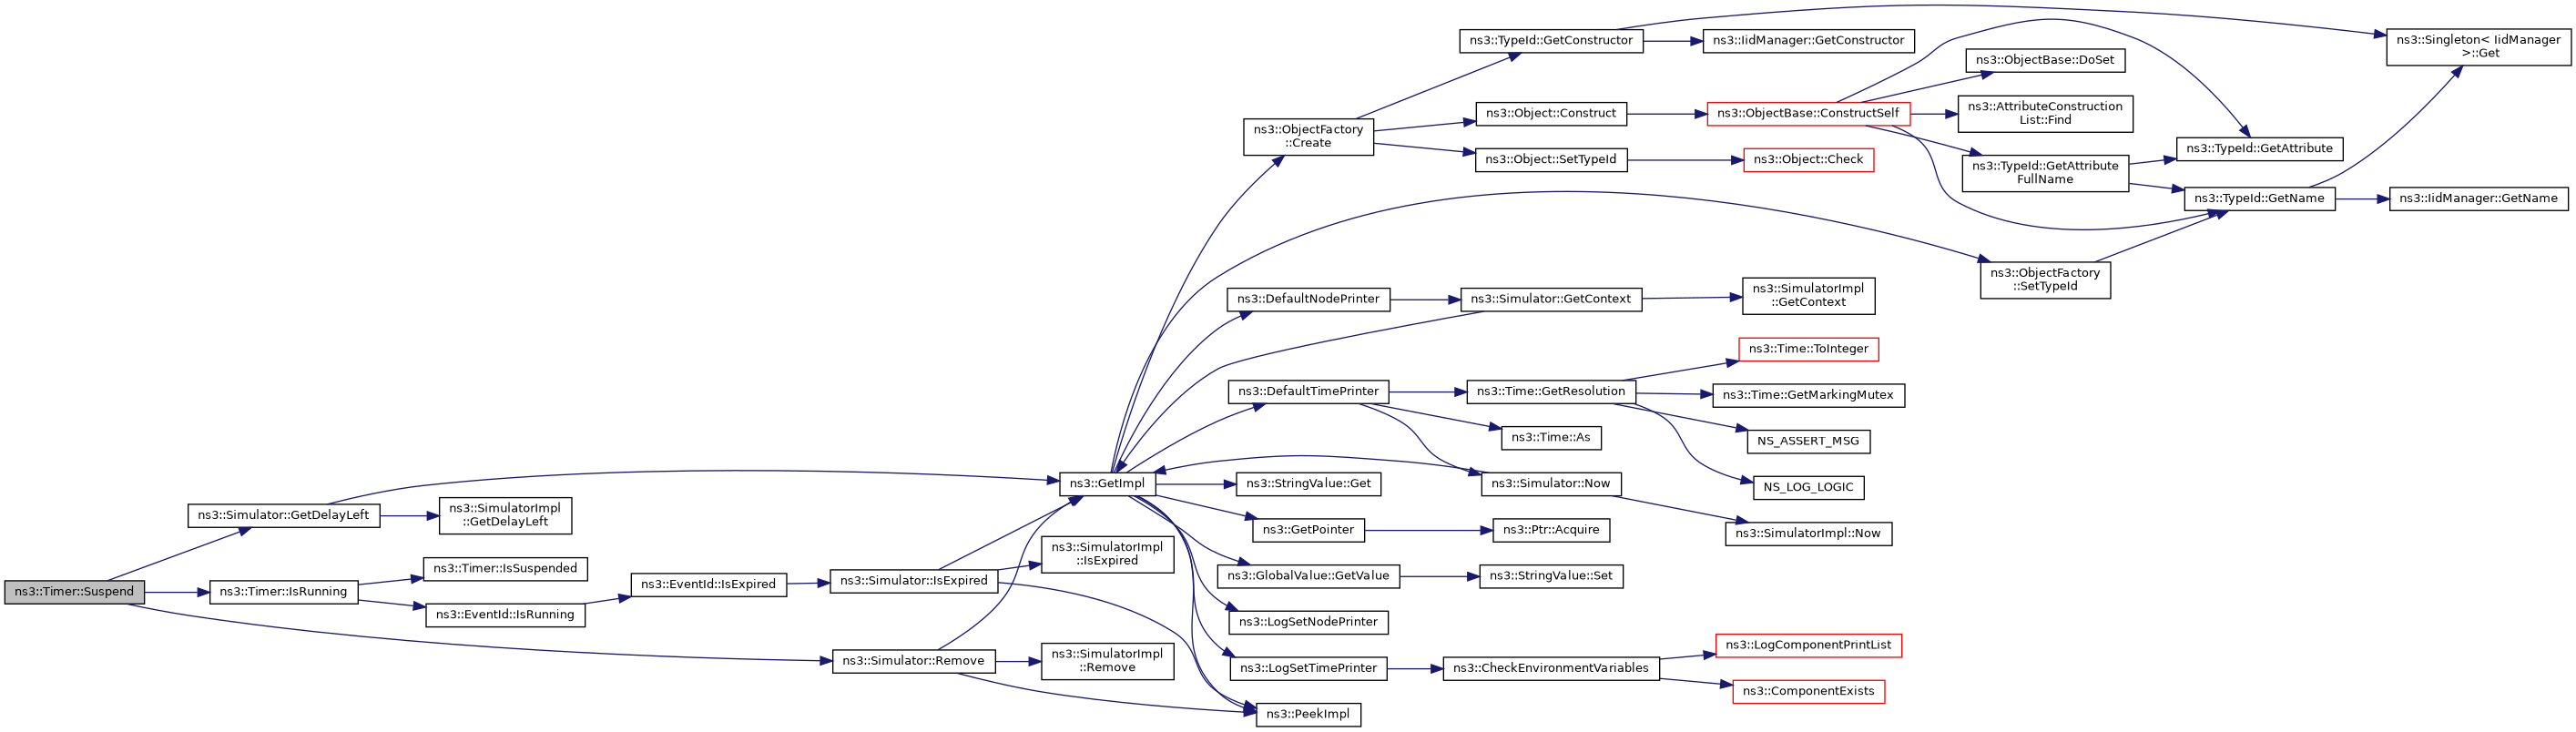 ns3::Timer::Suspend
ns3::Simulator::GetDelayLeft
ns3::Timer::IsRunning
ns3::SimulatorImpl
::GetDelayLeft
ns3::Timer::IsSuspended
ns3::EventId::IsRunning
ns3::EventId::IsExpired
ns3::Simulator::IsExpired
ns3::Simulator::Remove
ns3::GetImpl
ns3::SimulatorImpl
::IsExpired
ns3::SimulatorImpl
::Remove
ns3::ObjectFactory
::Create
ns3::DefaultNodePrinter
ns3::DefaultTimePrinter
ns3::StringValue::Get
ns3::GetPointer
ns3::GlobalValue::GetValue
ns3::LogSetNodePrinter
ns3::LogSetTimePrinter
ns3::PeekImpl
ns3::TypeId::GetConstructor
ns3::Object::Construct
ns3::Object::SetTypeId
ns3::Simulator::GetContext
ns3::Time::GetResolution
ns3::Time::As
ns3::Simulator::Now
ns3::Ptr::Acquire
ns3::StringValue::Set
ns3::CheckEnvironmentVariables
ns3::IidManager::GetConstructor
ns3::ObjectBase::ConstructSelf
ns3::Object::Check
ns3::SimulatorImpl
::GetContext
ns3::Time::ToInteger
ns3::Time::GetMarkingMutex
NS_ASSERT_MSG
NS_LOG_LOGIC
ns3::SimulatorImpl::Now
ns3::LogComponentPrintList
ns3::ComponentExists
ns3::ObjectBase::DoSet
ns3::AttributeConstruction
List::Find
ns3::TypeId::GetAttribute
FullName
ns3::ObjectFactory
::SetTypeId
ns3::TypeId::GetAttribute
ns3::TypeId::GetName
ns3::Singleton< IidManager
>::Get
ns3::IidManager::GetName